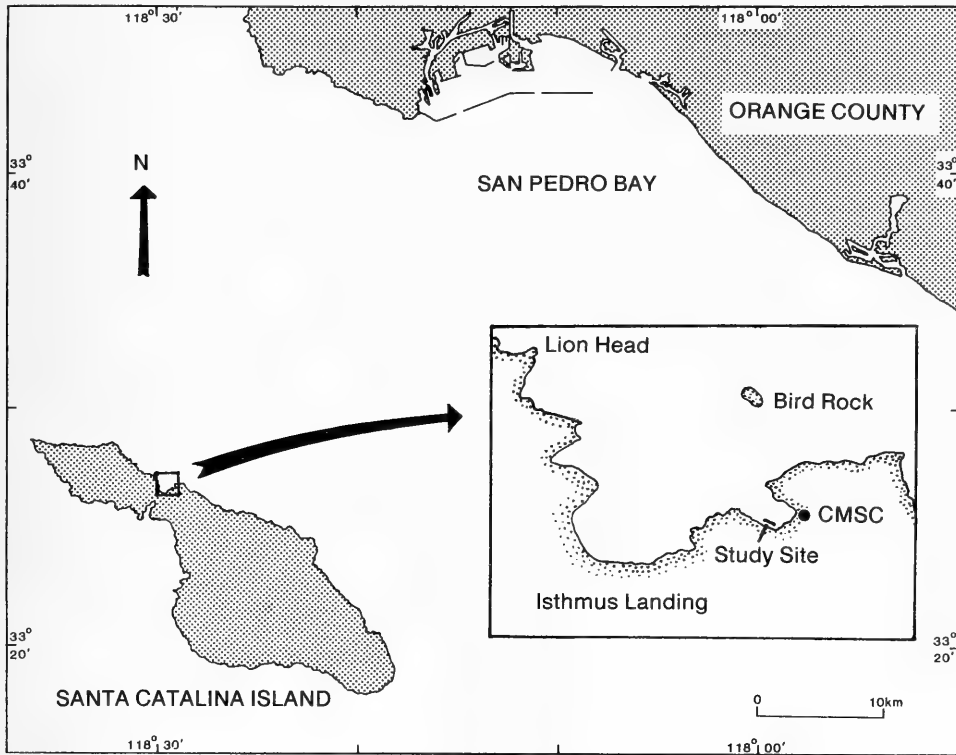 118° 30′
118° 00′
ORANGE COUNTY
N
33°
40′
33°
40′
SAN PEDRO BAY
Lion Head
Bird Rock
CMSC
Study Site
Isthmus Landing
33°
20′
33°
20′
SANTA CATALINA ISLAND
0 10km
118° 30′
118° 00′